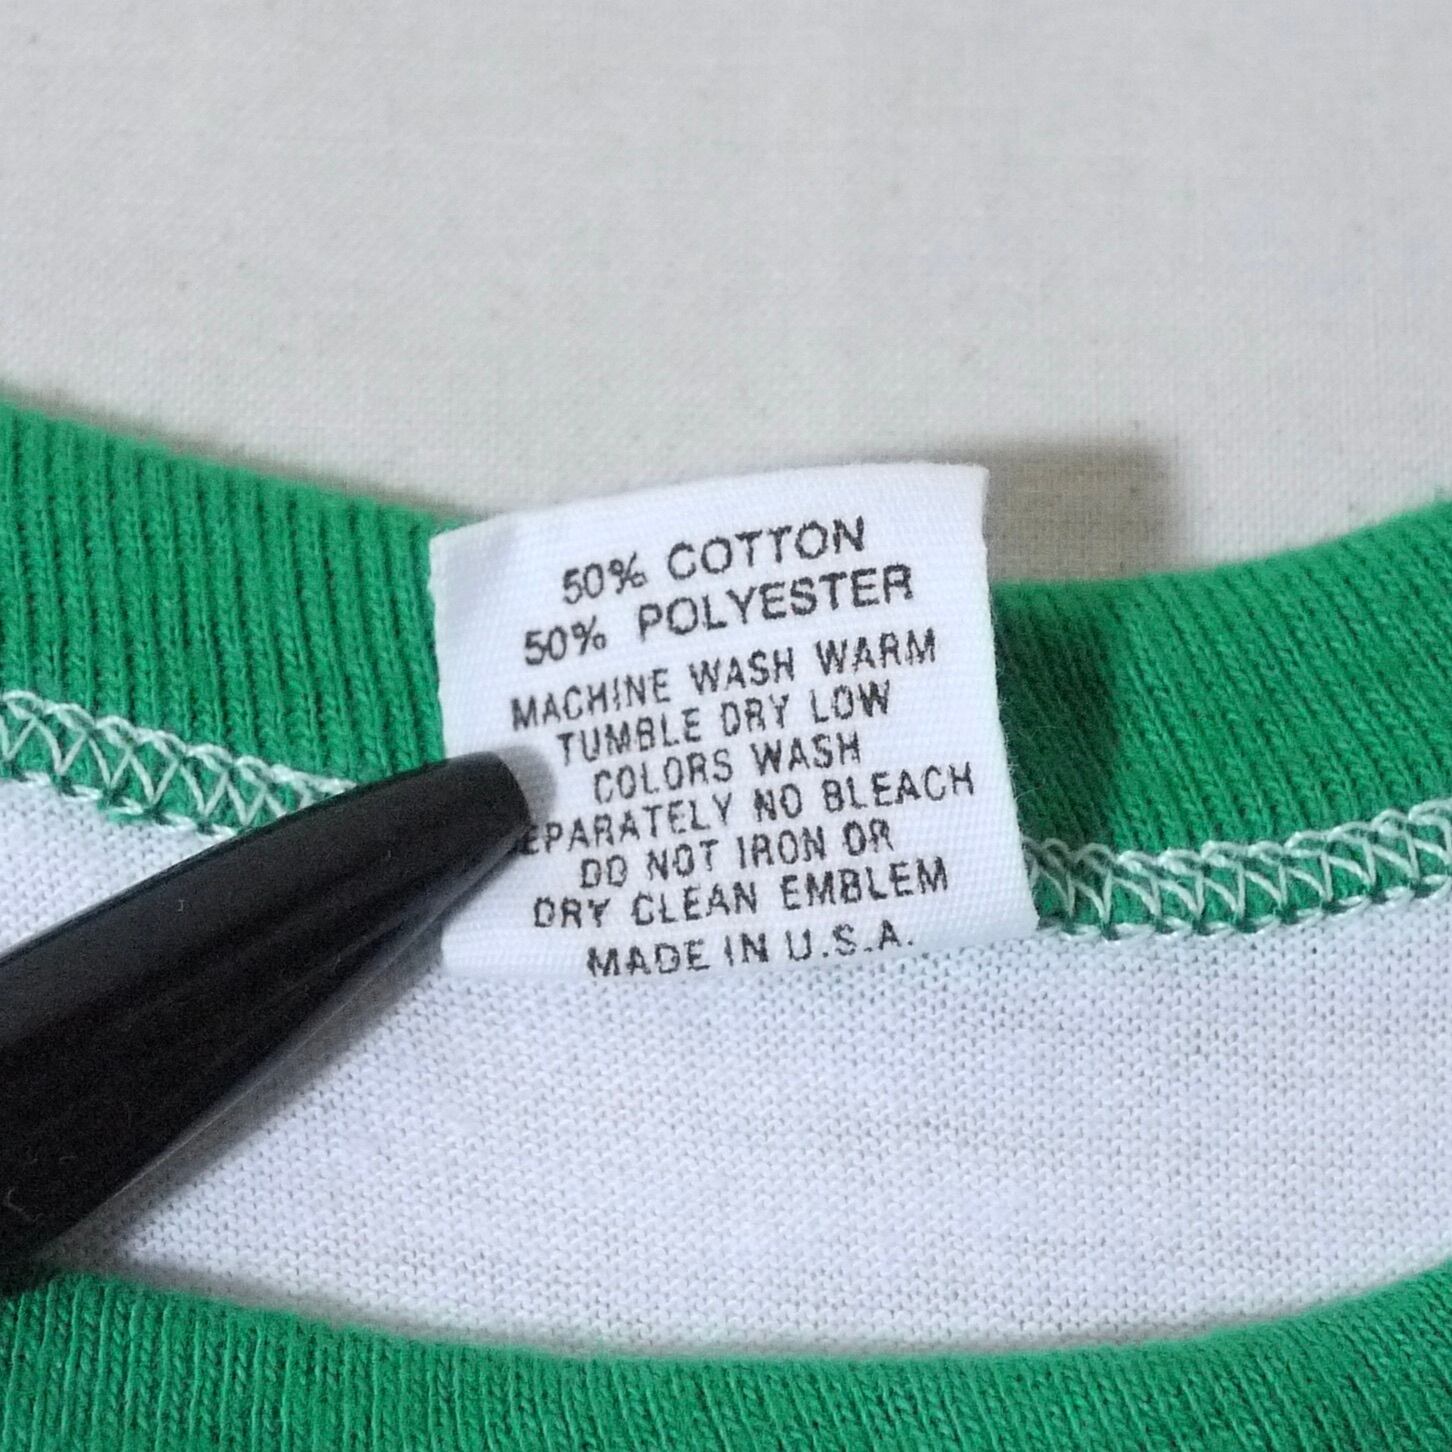 50% COTTON
50% POLYESTER
MACHINE WASH WARM
TUMBLE DRY LOW
COLORS WASH
EPARATELY NO BLEACH
DO NOT IRON OR
DRY CLEAN EMBLEM
MADE IN U.S.A.